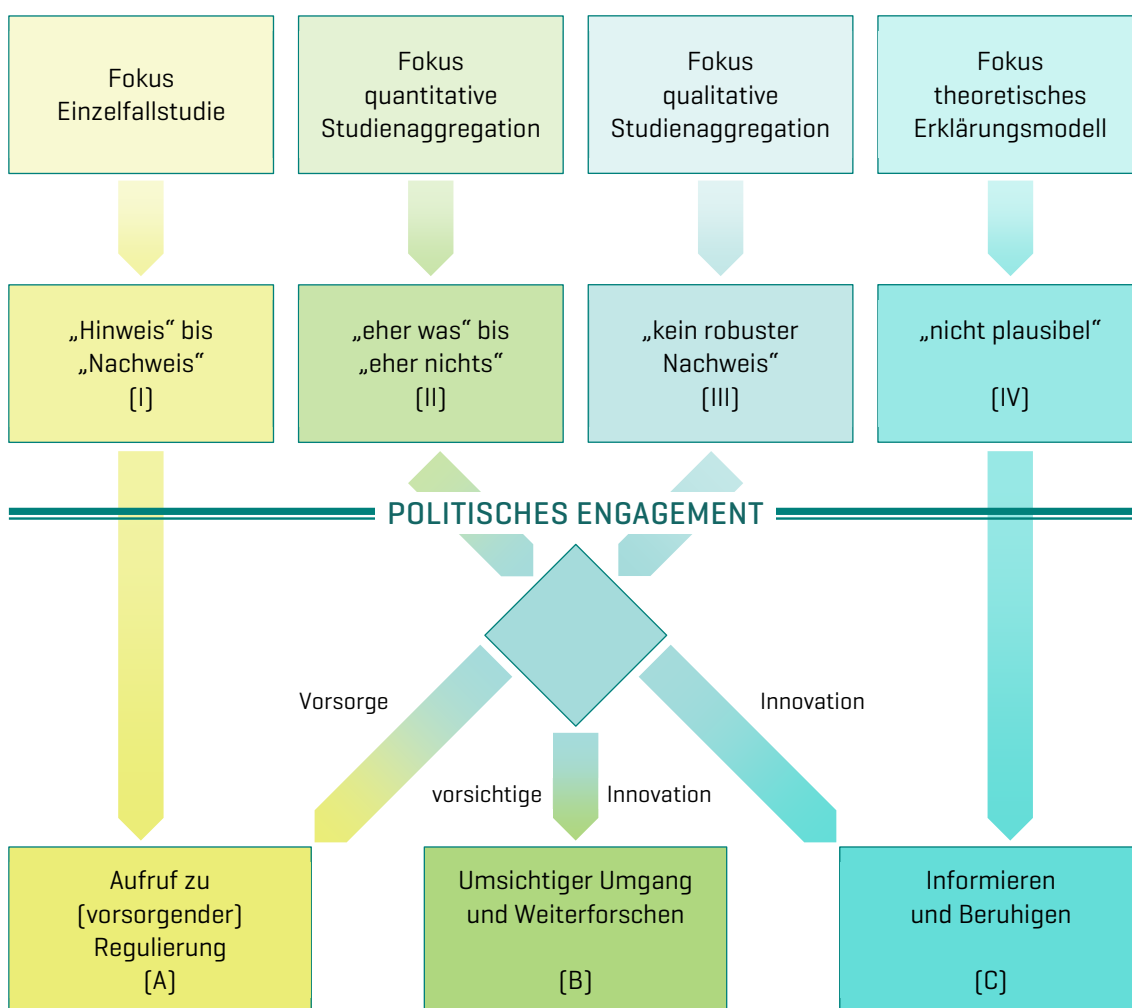 Fokus
Einzelfallstudie
Fokus
quantitative
Studienaggregation
Fokus
qualitative
Studienaggregation
Fokus
theoretisches
Erklärungsmodell
„Hinweis“ bis
„Nachweis“
(I)
„eher was“ bis
„eher nichts“
(II)
„kein robuster
Nachweis“
(III)
„nicht plausibel“
(IV)
POLITISCHES ENGAGEMENT
Vorsorge
Innovation
vorsichtige Innovation
Aufruf zu
(vorsorgender)
Regulierung
(A)
Umsichtiger Umgang
und Weiterforschen
(B)
Informieren
und Beruhigen
(C)